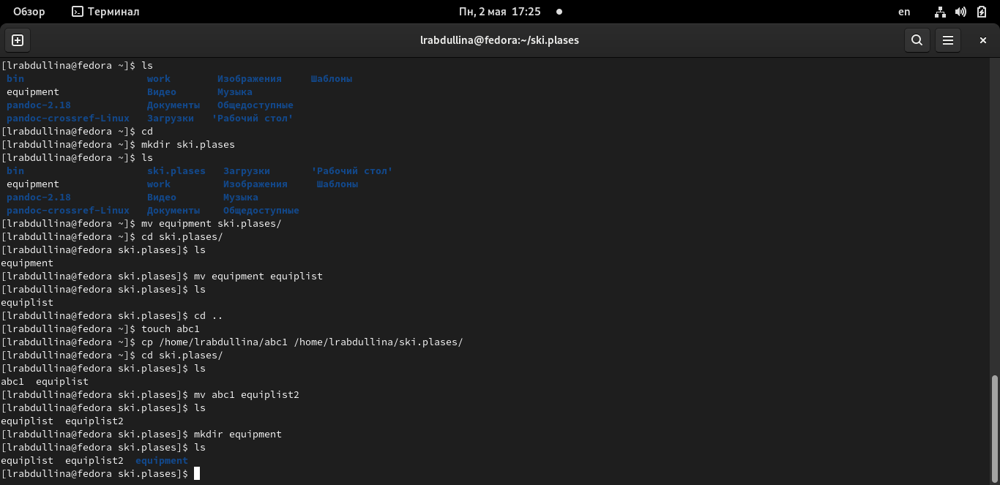 Обзор Терминал Пн, 2 мая 17:25 en
lrabdullina@fedora:~/ski.plases
[lrabdullina@fedora ~]$ ls
bin work Изображения Шаблоны
equipment Видео Музыка
pandoc-2.18 Документы Общедоступные
pandoc-crossref-Linux Загрузки 'Рабочий стол'
[lrabdullina@fedora ~]$ cd
[lrabdullina@fedora ~]$ mkdir ski.plases
[lrabdullina@fedora ~]$ ls
bin ski.plases Загрузки 'Рабочий стол'
equipment work Изображения Шаблоны
pandoc-2.18 Видео Музыка
pandoc-crossref-Linux Документы Общедоступные
[lrabdullina@fedora ~]$ mv equipment ski.plases/
[lrabdullina@fedora ~]$ cd ski.plases/
[lrabdullina@fedora ski.plases]$ ls
equipment
[lrabdullina@fedora ski.plases]$ mv equipment equiplist
[lrabdullina@fedora ski.plases]$ ls
equiplist
[lrabdullina@fedora ski.plases]$ cd ..
[lrabdullina@fedora ~]$ touch abc1
[lrabdullina@fedora ~]$ cp /home/lrabdullina/abc1 /home/lrabdullina/ski.plases/
[lrabdullina@fedora ~]$ cd ski.plases/
[lrabdullina@fedora ski.plases]$ ls
abc1 equiplist
[lrabdullina@fedora ski.plases]$ mv abc1 equiplist2
[lrabdullina@fedora ski.plases]$ ls
equiplist equiplist2
[lrabdullina@fedora ski.plases]$ mkdir equipment
[lrabdullina@fedora ski.plases]$ ls
equiplist equiplist2 equipment
[lrabdullina@fedora ski.plases]$